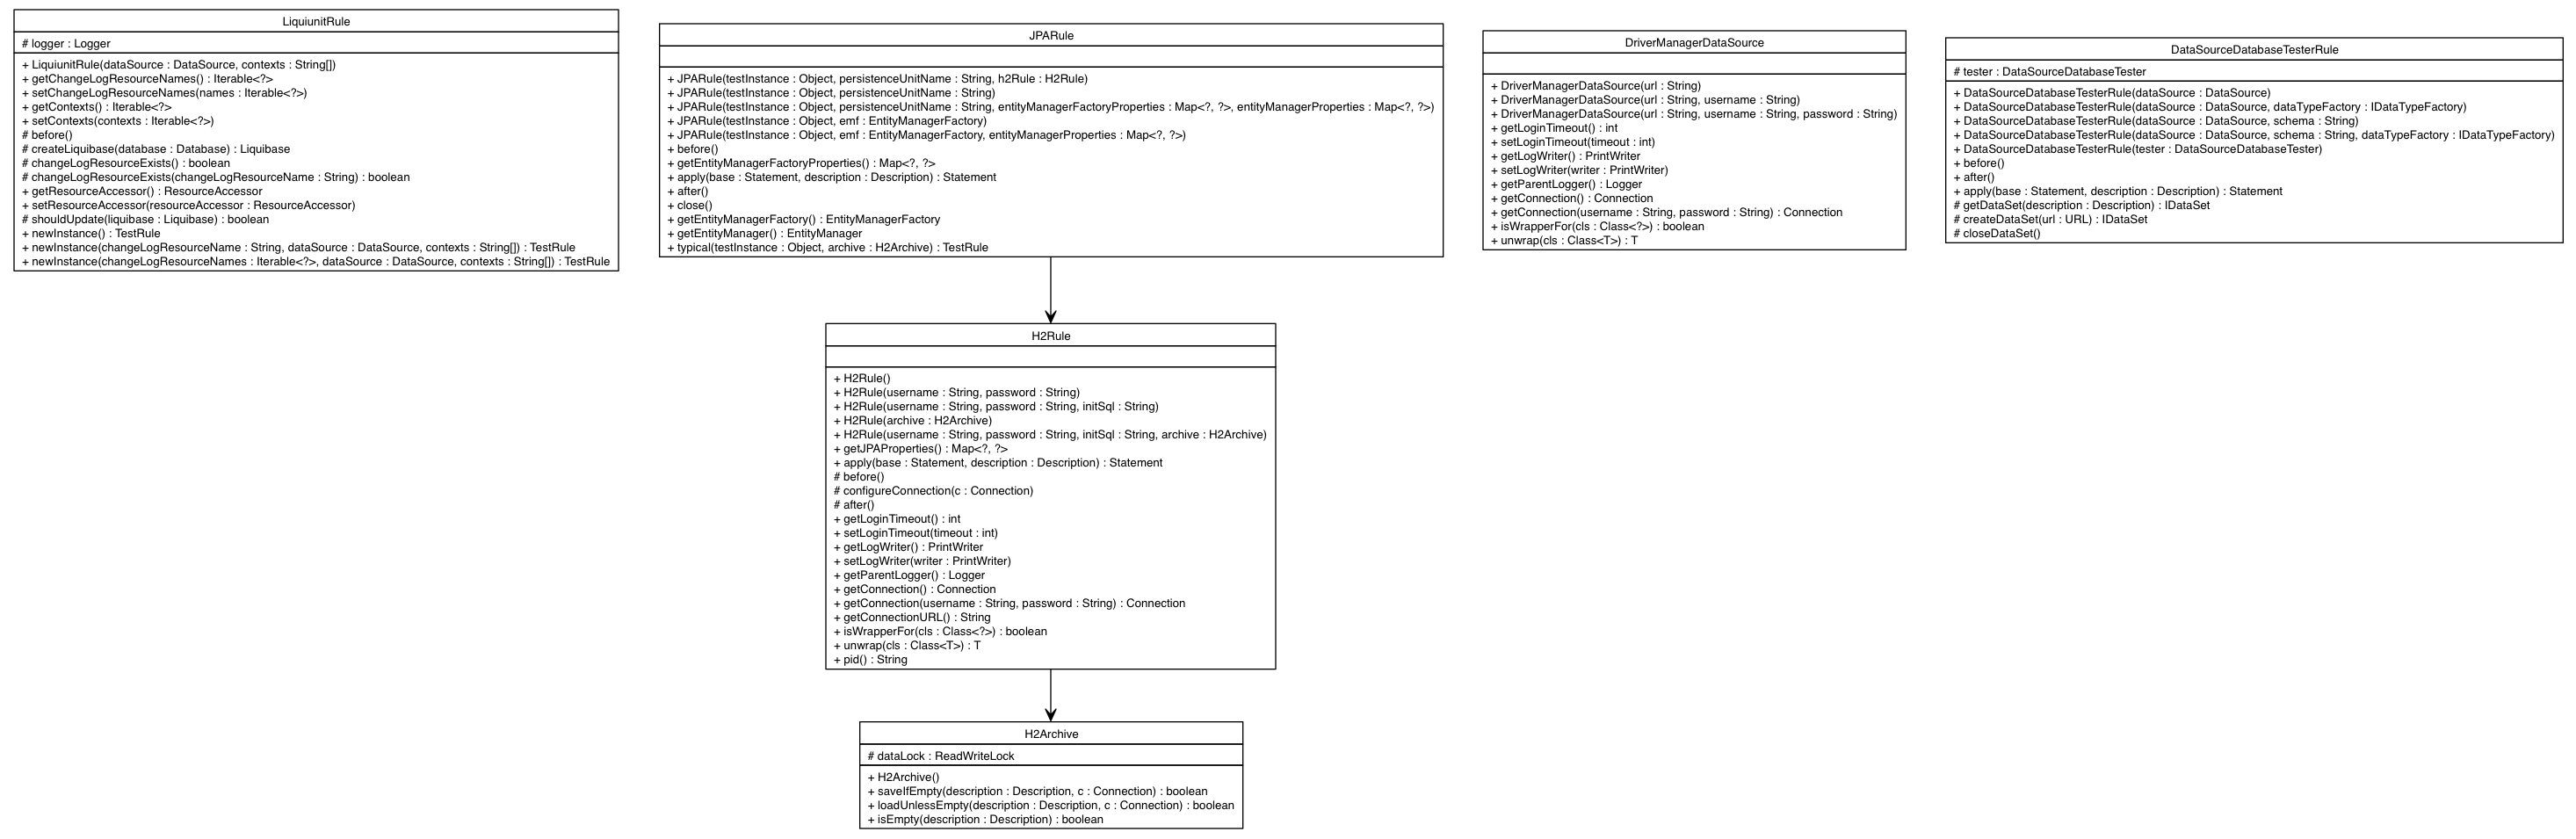 LiquiunitRule
# logger : Logger
+ LiquiunitRule(dataSource : DataSource, contexts : String[])
+ getChangeLogResourceNames() : Iterable<?>
+ setChangeLogResourceNames(names : Iterable<?>)
+ getContexts() : Iterable<?>
+ setContexts(contexts : Iterable<?>)
# before()
# createLiquibase(database : Database) : Liquibase
# changeLogResourceExists() : boolean
# changeLogResourceExists(changeLogResourceName : String) : boolean
+ getResourceAccessor() : ResourceAccessor
+ setResourceAccessor(resourceAccessor : ResourceAccessor)
# shouldUpdate(liquibase : Liquibase) : boolean
+ newInstance() : TestRule
+ newInstance(changeLogResourceName : String, dataSource : DataSource, contexts : String[]) : TestRule
+ newInstance(changeLogResourceNames : Iterable<?>, dataSource : DataSource, contexts : String[]) : TestRule
JPARule
+ JPARule(testInstance : Object, persistenceUnitName : String, h2Rule : H2Rule)
+ JPARule(testInstance : Object, persistenceUnitName : String)
+ JPARule(testInstance : Object, persistenceUnitName : String, entityManagerFactoryProperties : Map<?, ?>, entityManagerProperties : Map<?, ?>)
+ JPARule(testInstance : Object, emf : EntityManagerFactory)
+ JPARule(testInstance : Object, emf : EntityManagerFactory, entityManagerProperties : Map<?, ?>)
+ before()
+ getEntityManagerFactoryProperties() : Map<?, ?>
+ apply(base : Statement, description : Description) : Statement
+ after()
+ close()
+ getEntityManagerFactory() : EntityManagerFactory
+ getEntityManager() : EntityManager
+ typical(testInstance : Object, archive : H2Archive) : TestRule
DriverManagerDataSource
+ DriverManagerDataSource(url : String)
+ DriverManagerDataSource(url : String, username : String)
+ DriverManagerDataSource(url : String, username : String, password : String)
+ getLoginTimeout() : int
+ setLoginTimeout(timeout : int)
+ getLogWriter() : PrintWriter
+ setLogWriter(writer : PrintWriter)
+ getParentLogger() : Logger
+ getConnection() : Connection
+ getConnection(username : String, password : String) : Connection
+ isWrapperFor(cls : Class<?>) : boolean
+ unwrap(cls : Class<T>) : T
DataSourceDatabaseTesterRule
# tester : DataSourceDatabaseTester
+ DataSourceDatabaseTesterRule(dataSource : DataSource)
+ DataSourceDatabaseTesterRule(dataSource : DataSource, dataTypeFactory : IDataTypeFactory)
+ DataSourceDatabaseTesterRule(dataSource : DataSource, schema : String)
+ DataSourceDatabaseTesterRule(dataSource : DataSource, schema : String, dataTypeFactory : IDataTypeFactory)
+ DataSourceDatabaseTesterRule(tester : DataSourceDatabaseTester)
+ before()
+ after()
+ apply(base : Statement, description : Description) : Statement
# getDataSet(description : Description) : IDataSet
# createDataSet(url : URL) : IDataSet
# closeDataSet()
H2Rule
+ H2Rule()
+ H2Rule(username : String, password : String)
+ H2Rule(username : String, password : String, initSql : String)
+ H2Rule(archive : H2Archive)
+ H2Rule(username : String, password : String, initSql : String, archive : H2Archive)
+ getJPAProperties() : Map<?, ?>
+ apply(base : Statement, description : Description) : Statement
# before()
# configureConnection(c : Connection)
# after()
+ getLoginTimeout() : int
+ setLoginTimeout(timeout : int)
+ getLogWriter() : PrintWriter
+ setLogWriter(writer : PrintWriter)
+ getParentLogger() : Logger
+ getConnection() : Connection
+ getConnection(username : String, password : String) : Connection
+ getConnectionURL() : String
+ isWrapperFor(cls : Class<?>) : boolean
+ unwrap(cls : Class<T>) : T
+ pid() : String
H2Archive
# dataLock : ReadWriteLock
+ H2Archive()
+ saveIfEmpty(description : Description, c : Connection) : boolean
+ loadUnlessEmpty(description : Description, c : Connection) : boolean
+ isEmpty(description : Description) : boolean